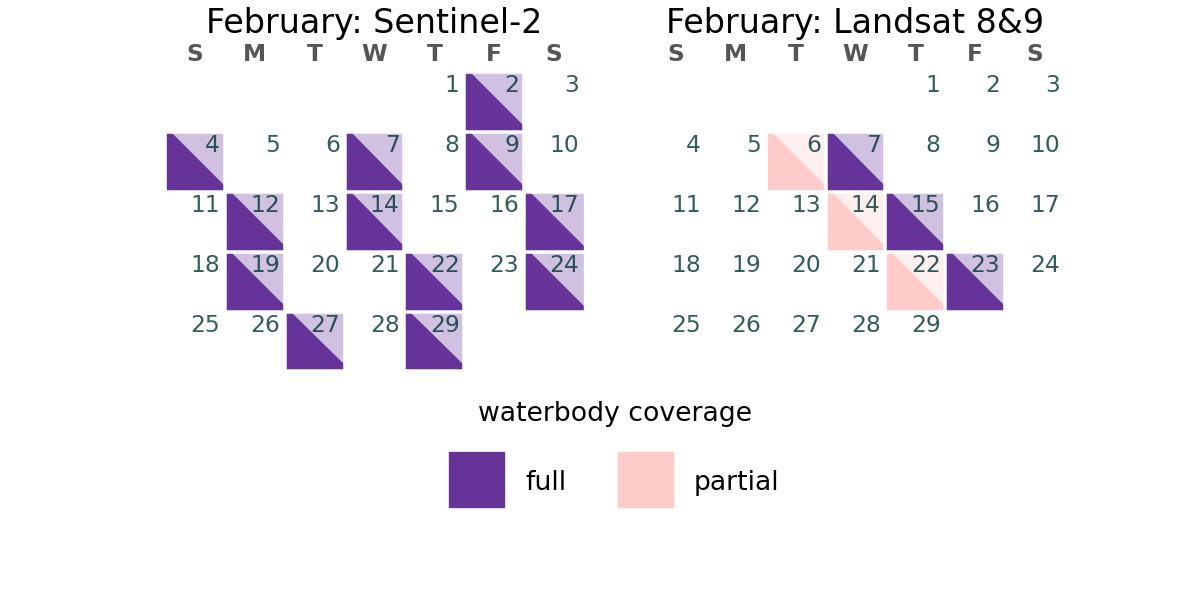 February: Sentinel-2
S M T W T F S
1 2 3
4 5 6 7 8 9 10
11 12 13 14 15 16 17
18 19 20 21 22 23 24
25 26 27 28 29
February: Landsat 8&9
S M T W T F S
1 2 3
4 5 6 7 8 9 10
11 12 13 14 15 16 17
18 19 20 21 22 23 24
25 26 27 28 29
waterbody coverage
full partial